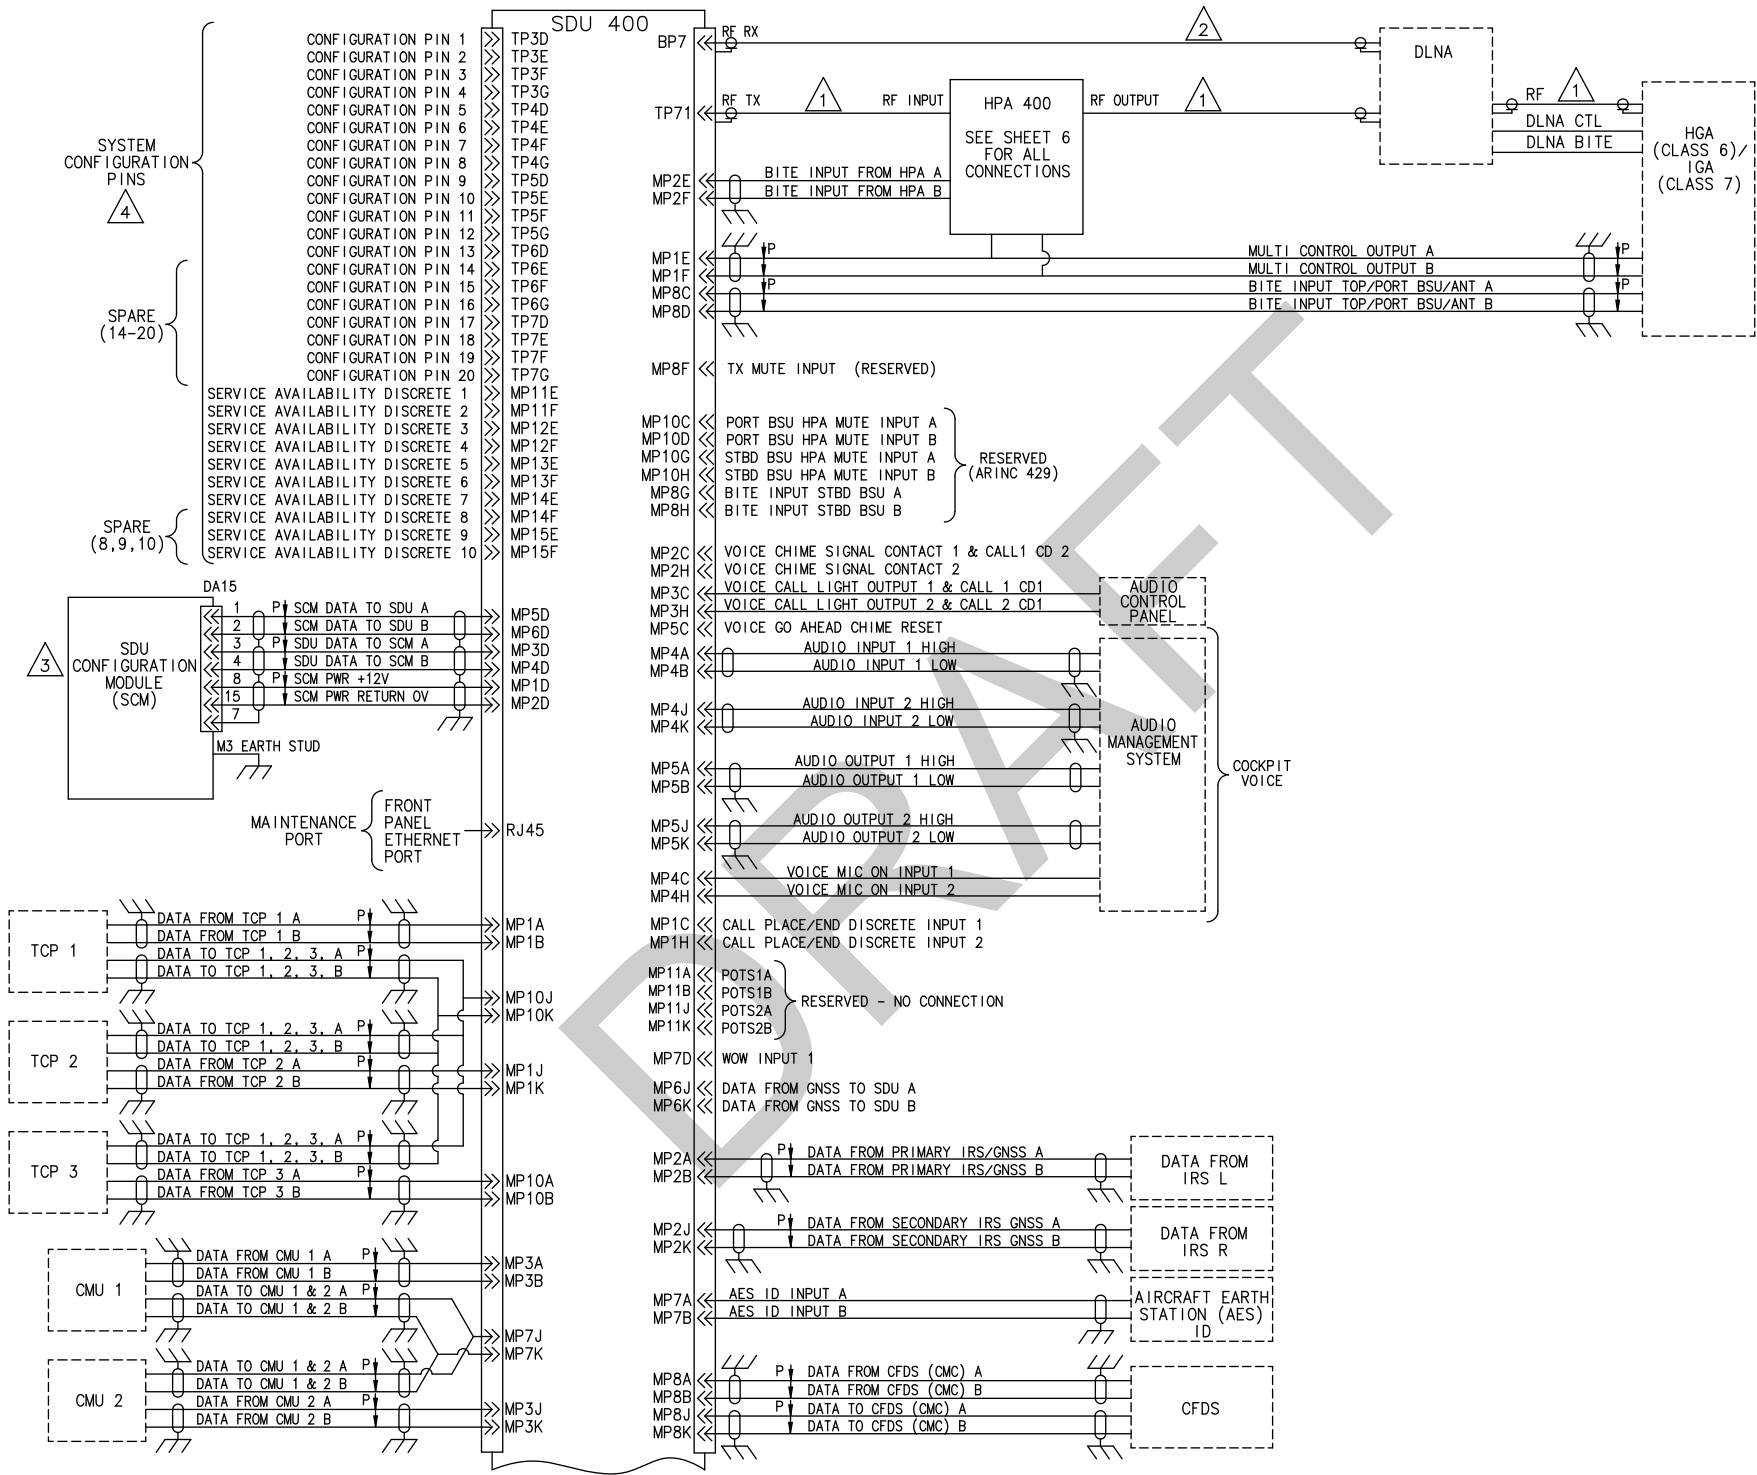 SDU 400
SYSTEM
CONFIGURATION
PINS
4
CONFIGURATION PIN 1 TP3D
CONFIGURATION PIN 2 TP3E
CONFIGURATION PIN 3 TP3F
CONFIGURATION PIN 4 TP3G
CONFIGURATION PIN 5 TP4D
CONFIGURATION PIN 6 TP4E
CONFIGURATION PIN 7 TP4F
CONFIGURATION PIN 8 TP4G
CONFIGURATION PIN 9 TP5D
CONFIGURATION PIN 10 TP5E
CONFIGURATION PIN 11 TP5F
CONFIGURATION PIN 12 TP5G
CONFIGURATION PIN 13 TP6D
CONFIGURATION PIN 14 TP6E
CONFIGURATION PIN 15 TP6F
CONFIGURATION PIN 16 TP6G
CONFIGURATION PIN 17 TP7D
CONFIGURATION PIN 18 TP7E
CONFIGURATION PIN 19 TP7F
CONFIGURATION PIN 20 TP7G
SPARE
(14-20)
SERVICE AVAILABILITY DISCRETE 1 MP11E
SERVICE AVAILABILITY DISCRETE 2 MP11F
SERVICE AVAILABILITY DISCRETE 3 MP12E
SERVICE AVAILABILITY DISCRETE 4 MP12F
SERVICE AVAILABILITY DISCRETE 5 MP13E
SERVICE AVAILABILITY DISCRETE 6 MP13F
SERVICE AVAILABILITY DISCRETE 7 MP14E
SERVICE AVAILABILITY DISCRETE 8 MP14F
SERVICE AVAILABILITY DISCRETE 9 MP15E
SERVICE AVAILABILITY DISCRETE 10 MP15F
SPARE
(8,9,10)
DA15
3
SDU
CONFIGURATION
MODULE
(SCM)
1 P SCM DATA TO SDU A MP5D
2 SCM DATA TO SDU B MP6D
3 P SDU DATA TO SCM A MP3D
4 SDU DATA TO SCM B MP4D
8 P SCM PWR +12V MP1D
15 SCM PWR RETURN 0V MP2D
7
M3 EARTH STUD
MAINTENANCE
PORT
FRONT
PANEL
ETHERNET
PORT
RJ45
TCP 1
DATA FROM TCP 1 A P MP1A
DATA FROM TCP 1 B MP1B
DATA TO TCP 1, 2, 3, A P
DATA TO TCP 1, 2, 3, B
MP10J
MP10K
TCP 2
DATA TO TCP 1, 2, 3, A P
DATA TO TCP 1, 2, 3, B
DATA FROM TCP 2 A P MP1J
DATA FROM TCP 2 B MP1K
TCP 3
DATA TO TCP 1, 2, 3, A P
DATA TO TCP 1, 2, 3, B
DATA FROM TCP 3 A P MP10A
DATA FROM TCP 3 B MP10B
CMU 1
DATA FROM CMU 1 A P MP3A
DATA FROM CMU 1 B MP3B
DATA TO CMU 1 & 2 A P
DATA TO CMU 1 & 2 B
MP7J
MP7K
CMU 2
DATA TO CMU 1 & 2 A P
DATA TO CMU 1 & 2 B
DATA FROM CMU 2 A P MP3J
DATA FROM CMU 2 B MP3K
BP7 RF RX 2
DLNA
TP71 RF TX 1 RF INPUT
HPA 400
SEE SHEET 6
FOR ALL
CONNECTIONS
RF OUTPUT 1
RF 1
DLNA CTL
DLNA BITE
HGA
(CLASS 6)/
IGA
(CLASS 7)
MP2E BITE INPUT FROM HPA A
MP2F BITE INPUT FROM HPA B
MP1E P MULTI CONTROL OUTPUT A P
MP1F MULTI CONTROL OUTPUT B
MP8C P BITE INPUT TOP/PORT BSU/ANT A P
MP8D BITE INPUT TOP/PORT BSU/ANT B
MP8F TX MUTE INPUT (RESERVED)
MP10C PORT BSU HPA MUTE INPUT A
MP10D PORT BSU HPA MUTE INPUT B
MP10G STBD BSU HPA MUTE INPUT A
MP10H STBD BSU HPA MUTE INPUT B
MP8G BITE INPUT STBD BSU A
MP8H BITE INPUT STBD BSU B
RESERVED
(ARINC 429)
MP2C VOICE CHIME SIGNAL CONTACT 1 & CALL1 CD 2
MP2H VOICE CHIME SIGNAL CONTACT 2
MP3C VOICE CALL LIGHT OUTPUT 1 & CALL 1 CD1
MP3H VOICE CALL LIGHT OUTPUT 2 & CALL 2 CD1
MP5C VOICE GO AHEAD CHIME RESET
AUDIO
CONTROL
PANEL
MP4A AUDIO INPUT 1 HIGH
MP4B AUDIO INPUT 1 LOW
MP4J AUDIO INPUT 2 HIGH
MP4K AUDIO INPUT 2 LOW
MP5A AUDIO OUTPUT 1 HIGH
MP5B AUDIO OUTPUT 1 LOW
MP5J AUDIO OUTPUT 2 HIGH
MP5K AUDIO OUTPUT 2 LOW
MP4C VOICE MIC ON INPUT 1
MP4H VOICE MIC ON INPUT 2
AUDIO
MANAGEMENT
SYSTEM
COCKPIT
VOICE
MP1C CALL PLACE/END DISCRETE INPUT 1
MP1H CALL PLACE/END DISCRETE INPUT 2
MP11A POTS1A
MP11B POTS1B
MP11J POTS2A
MP11K POTS2B
RESERVED - NO CONNECTION
MP7D WOW INPUT 1
MP6J DATA FROM GNSS TO SDU A
MP6K DATA FROM GNSS TO SDU B
MP2A P DATA FROM PRIMARY IRS/GNSS A
MP2B DATA FROM PRIMARY IRS/GNSS B
DATA FROM
IRS L
MP2J P DATA FROM SECONDARY IRS GNSS A
MP2K DATA FROM SECONDARY IRS GNSS B
DATA FROM
IRS R
MP7A AES ID INPUT A
MP7B AES ID INPUT B
AIRCRAFT EARTH
STATION (AES)
ID
MP8A P DATA FROM CFDS (CMC) A
MP8B DATA FROM CFDS (CMC) B
MP8J P DATA TO CFDS (CMC) A
MP8K DATA TO CFDS (CMC) B
CFDS
DRAFT